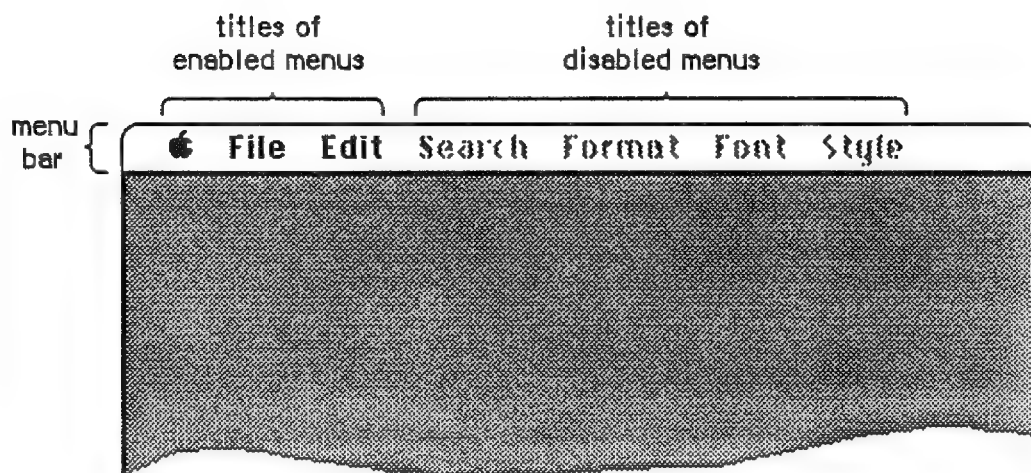 titles of
enabled menus
titles of
disabled menus
menu
bar
File Edit Search Format Font Style